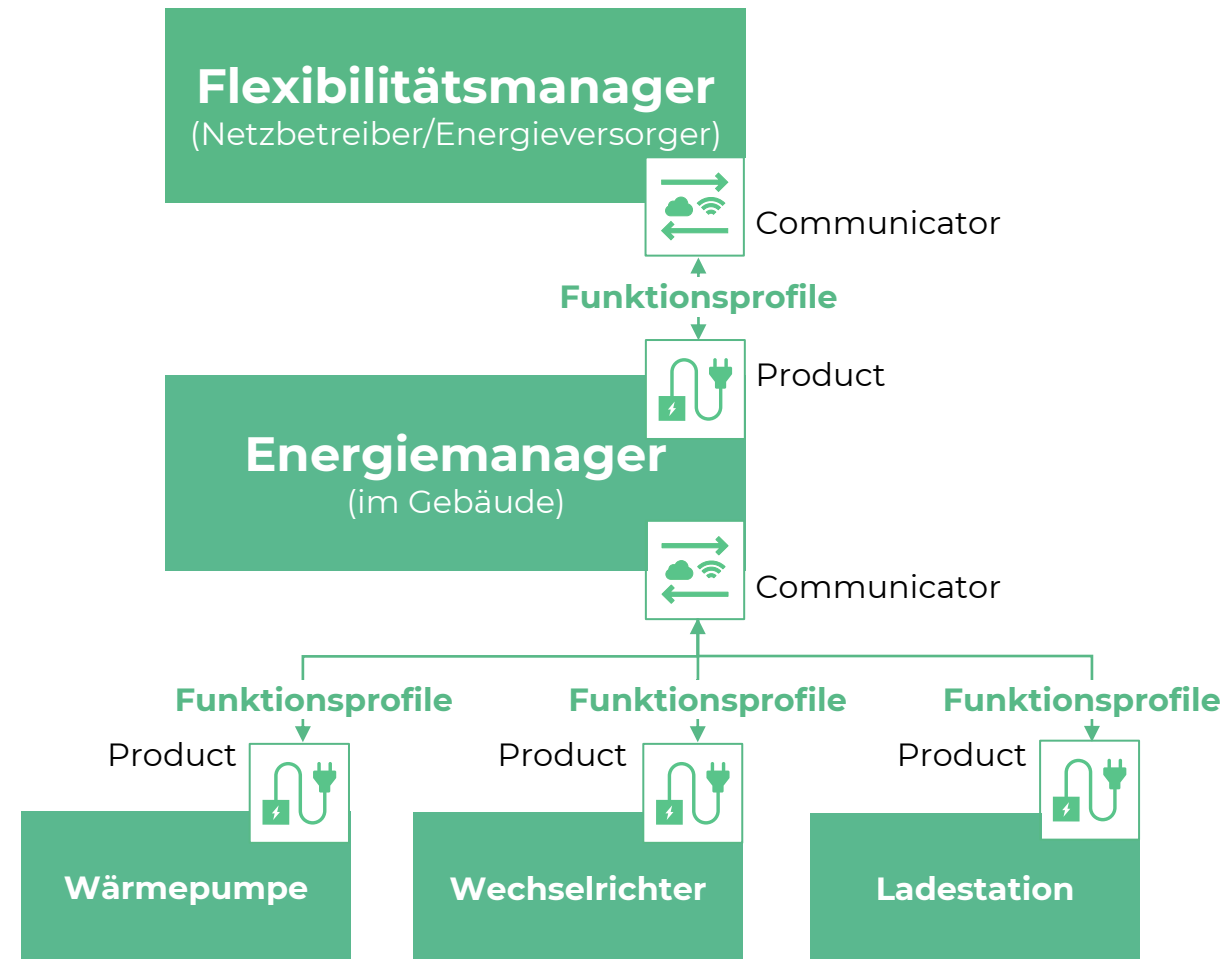 Flexibilitätsmanager
(Netzbetreiber/Energieversorger)
Communicator
Funktionsprofile
Product
Energiemanager
(im Gebäude)
Communicator
Funktionsprofile
Funktionsprofile
Funktionsprofile
Product
Product
Product
Wärmepumpe
Wechselrichter
Ladestation